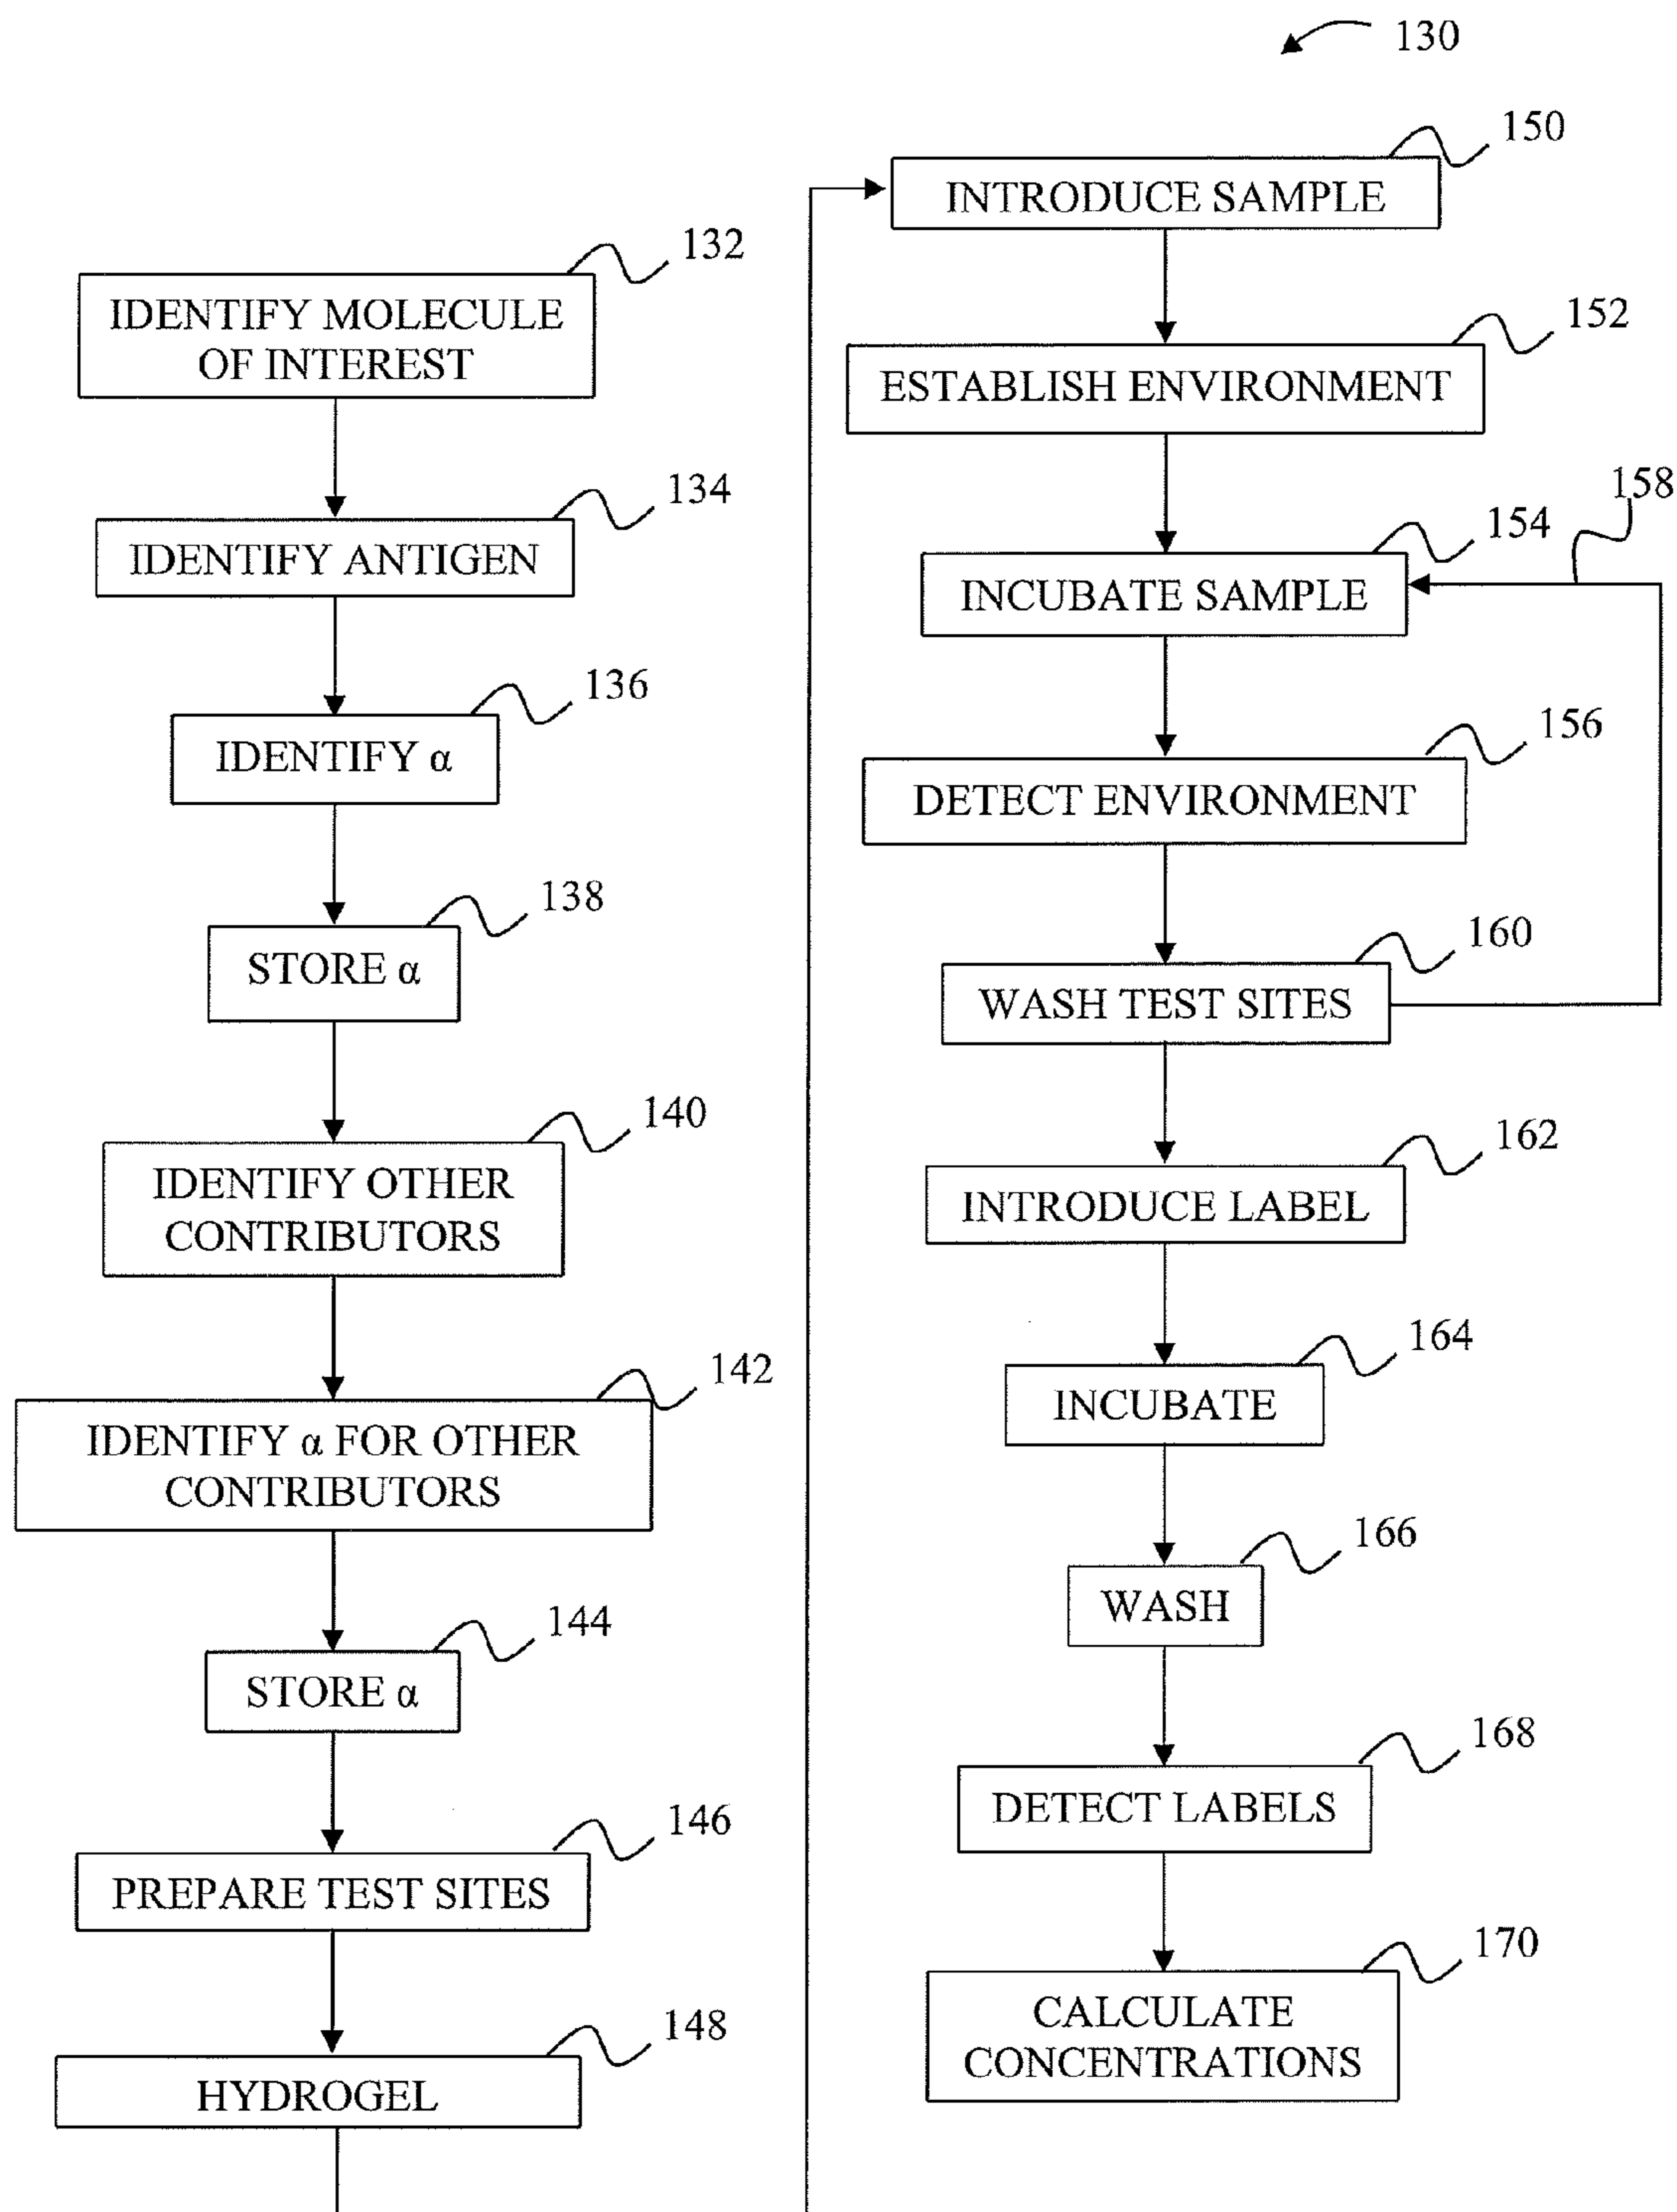 130
132
IDENTIFY MOLECULE
OF INTEREST
134
IDENTIFY ANTIGEN
136
IDENTIFY α
138
STORE α
140
IDENTIFY OTHER
CONTRIBUTORS
142
IDENTIFY α FOR OTHER
CONTRIBUTORS
144
STORE α
146
PREPARE TEST SITES
148
HYDROGEL
150
INTRODUCE SAMPLE
152
ESTABLISH ENVIRONMENT
158
154
INCUBATE SAMPLE
156
DETECT ENVIRONMENT
160
WASH TEST SITES
162
INTRODUCE LABEL
164
INCUBATE
166
WASH
168
DETECT LABELS
170
CALCULATE
CONCENTRATIONS